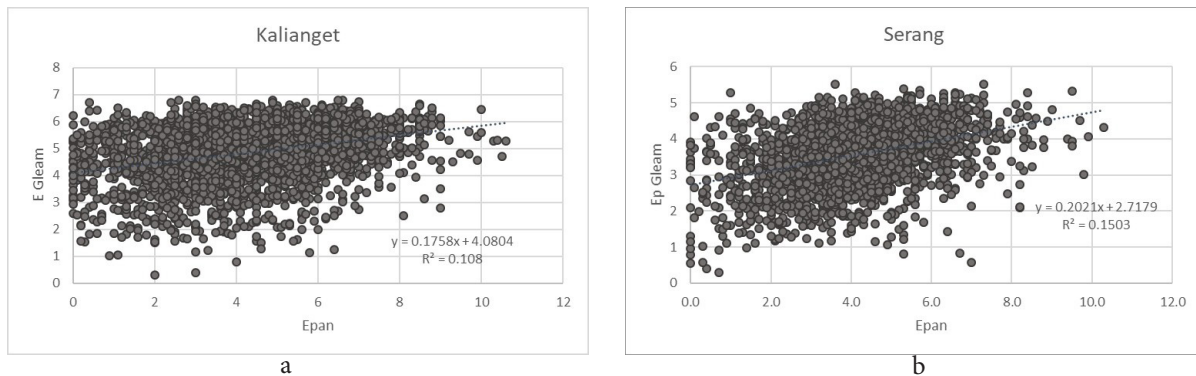 Kalianget
8
7
6
5
4
3
2
1
0
E Gleam
y = 0.1758x + 4.0804
R² = 0.108
0 2 4 6 8 10 12
Epan
a
Serang
6
5
4
3
2
1
0
Ep Gleam
y = 0.2021x + 2.7179
R² = 0.1503
0.0 2.0 4.0 6.0 8.0 10.0 12.0
Epan
b